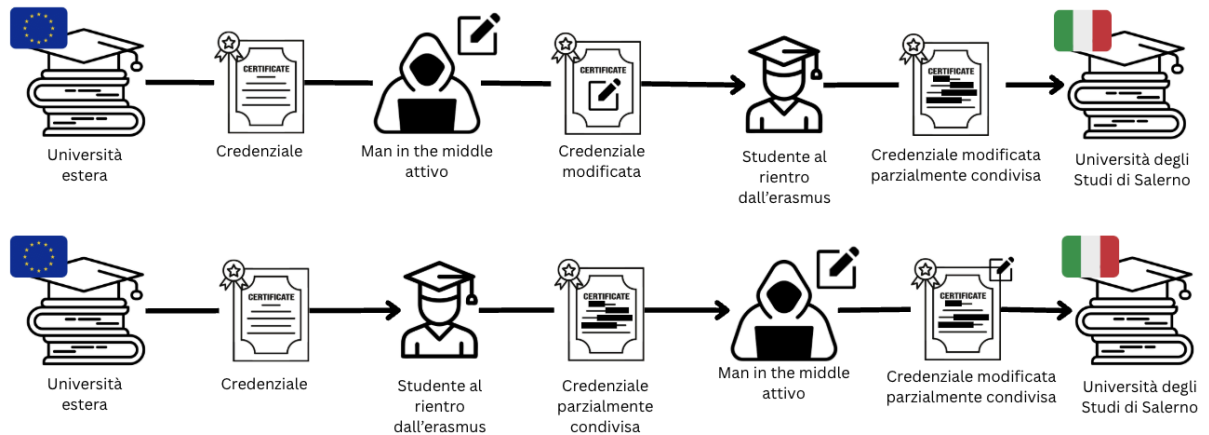 CERTIFICATE
CERTIFICATE
CERTIFICATE
Università
estera
Credenziale
Man in the middle
attivo
Credenziale
modificata
Studente al
rientro
dall'erasmus
Credenziale modificata
parzialmente condivisa
Università degli
Studi di Salerno
CERTIFICATE
CERTIFICATE
CERTIFICATE
Università
estera
Credenziale
Studente al
rientro
dall'erasmus
Credenziale
parzialmente
condivisa
Man in the middle
attivo
Credenziale modificata
parzialmente condivisa
Università degli
Studi di Salerno